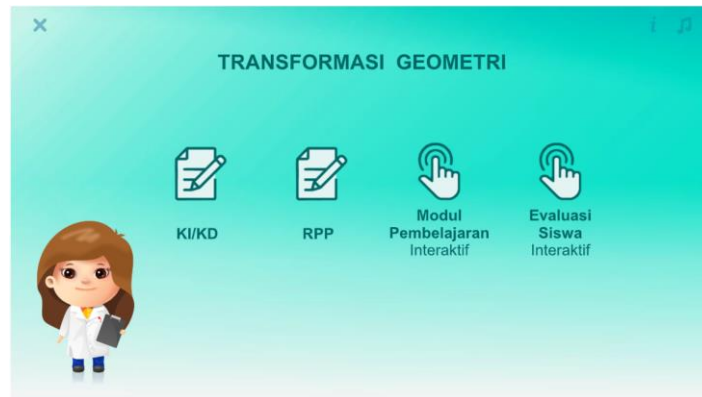 TRANSFORMASI GEOMETRI
KI/KD
RPP
Modul
Pembelajaran
Interaktif
Evaluasi
Siswa
Interaktif
i